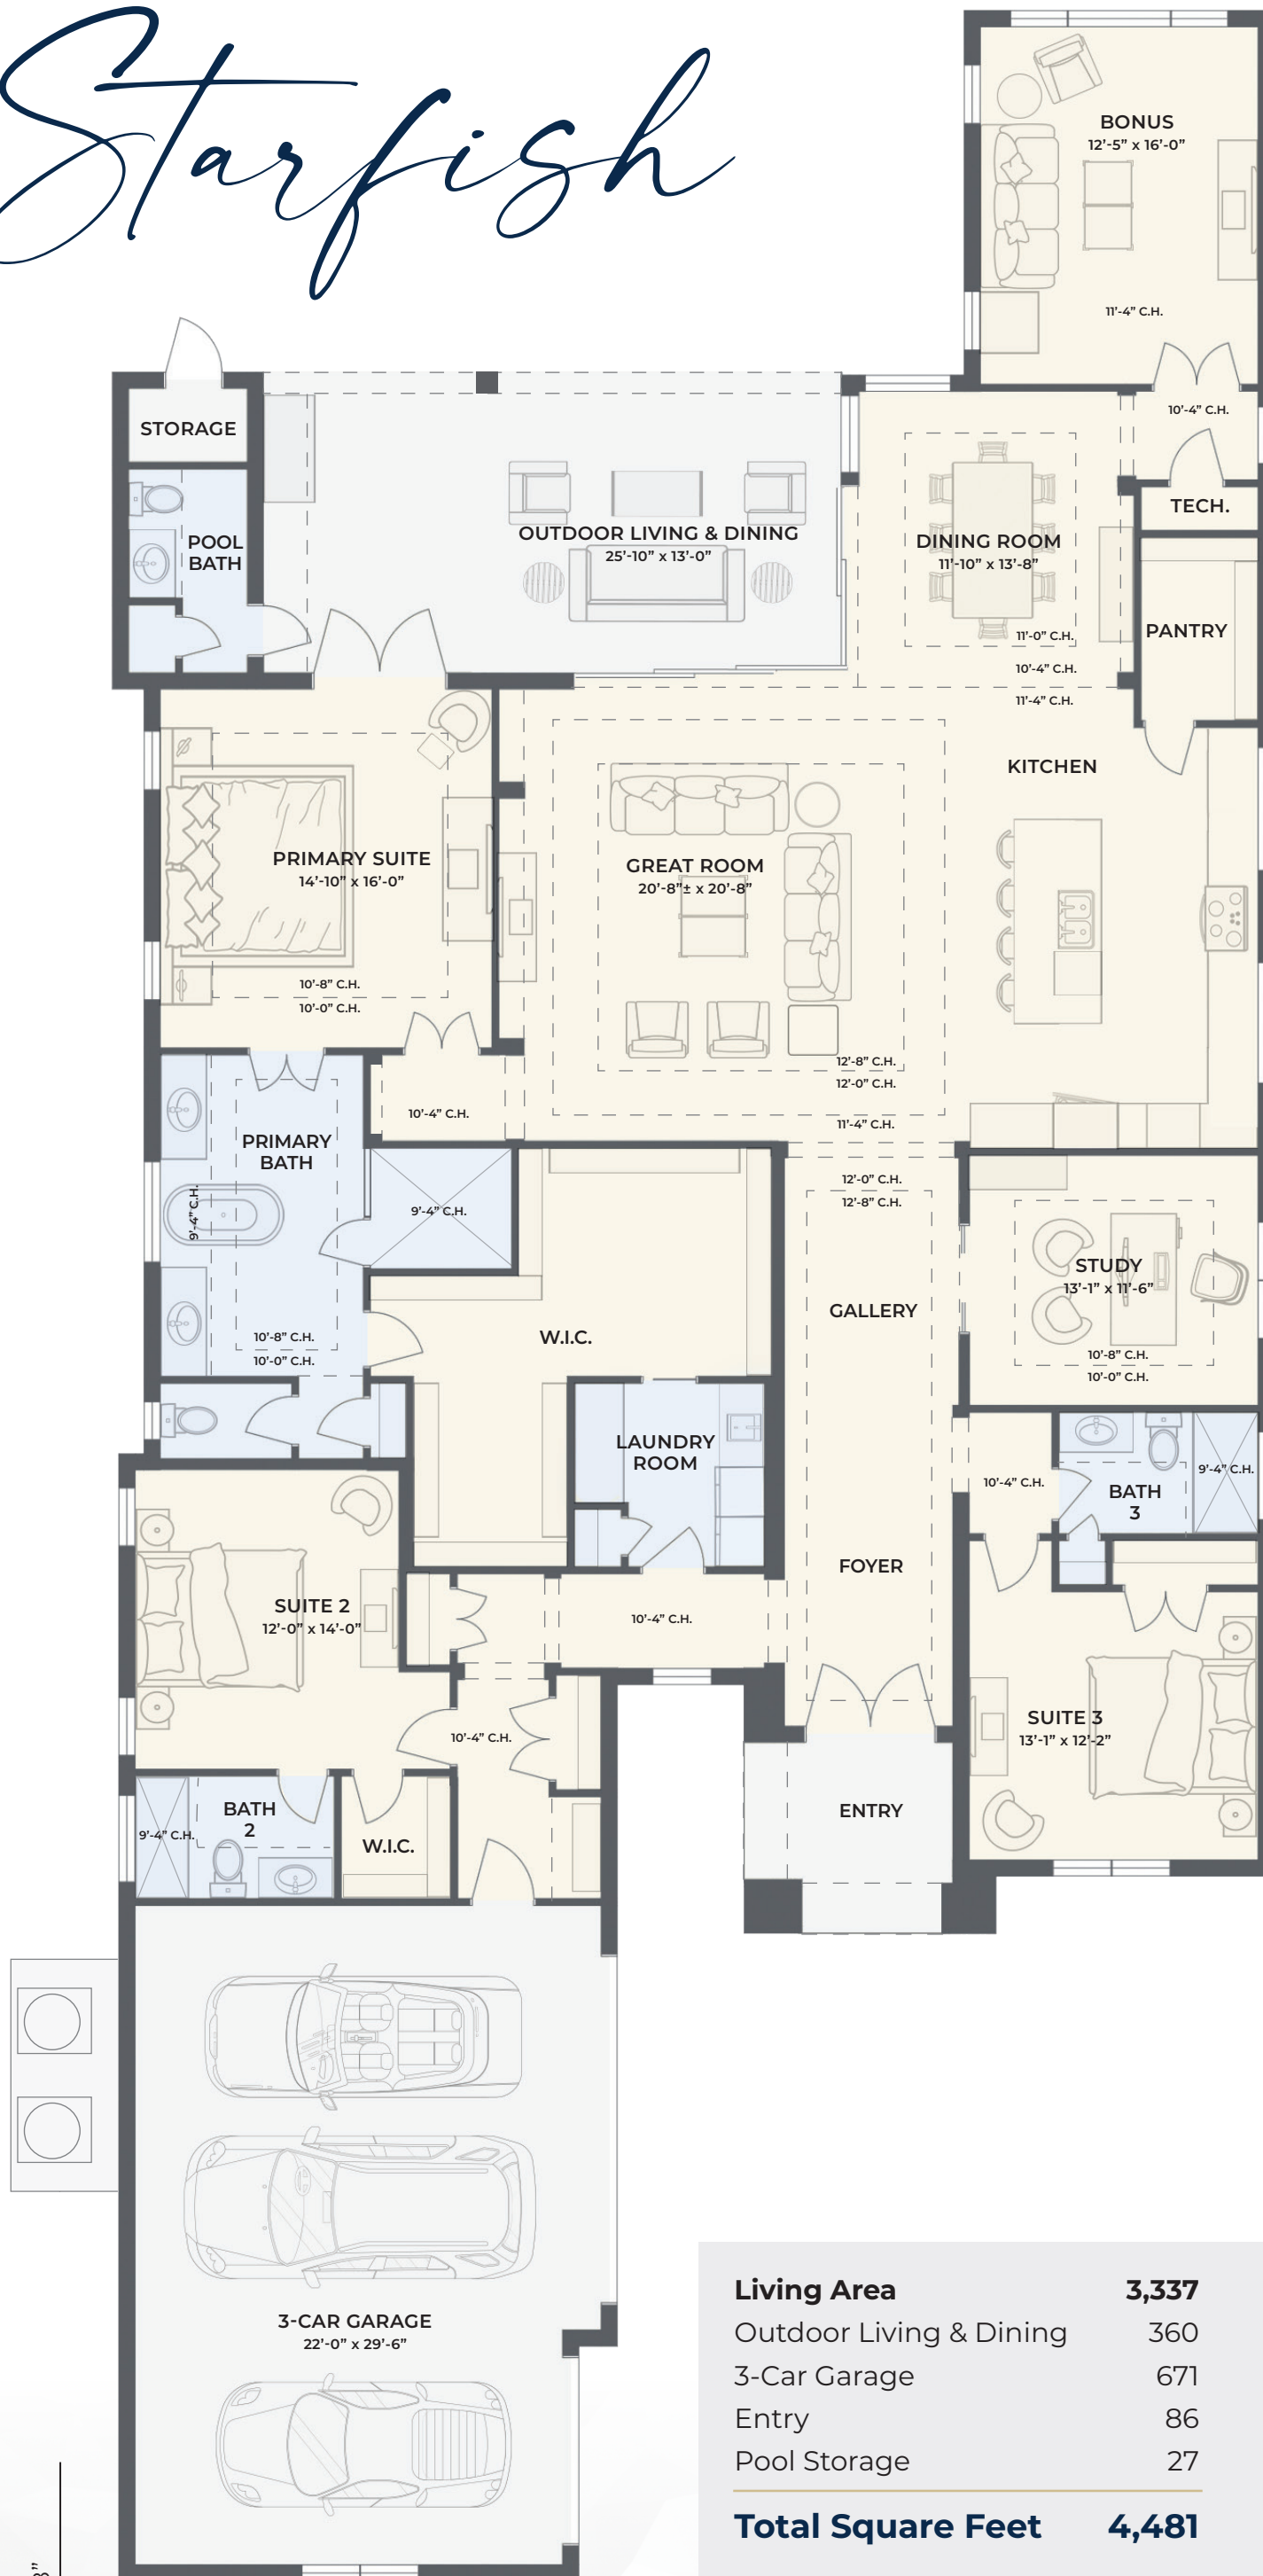 Starfish
BONUS
12'-5" x 16'-0"
11'-4" C.H.
10'-4" C.H.
STORAGE
TECH.
POOL
BATH
OUTDOOR LIVING & DINING
25'-10" x 13'-0"
DINING ROOM
11'-10" x 13'-8"
11'-0" C.H.
10'-4" C.H.
11'-4" C.H.
PANTRY
KITCHEN
PRIMARY SUITE
14'-10" x 16'-0"
10'-8" C.H.
10'-0" C.H.
GREAT ROOM
20'-8"± x 20'-8"
12'-8" C.H.
12'-0" C.H.
11'-4" C.H.
10'-4" C.H.
PRIMARY
BATH
9'-4" C.H.
9'-4" C.H.
10'-8" C.H.
10'-0" C.H.
12'-0" C.H.
12'-8" C.H.
GALLERY
STUDY
13'-1" x 11'-6"
10'-8" C.H.
10'-0" C.H.
W.I.C.
LAUNDRY
ROOM
10'-4" C.H.
BATH
3
9'-4" C.H.
FOYER
SUITE 2
12'-0" x 14'-0"
10'-4" C.H.
10'-4" C.H.
SUITE 3
13'-1" x 12'-2"
BATH
2
9'-4" C.H.
W.I.C.
ENTRY
3-CAR GARAGE
22'-0" x 29'-6"
Living Area 3,337
Outdoor Living & Dining 360
3-Car Garage 671
Entry 86
Pool Storage 27
Total Square Feet 4,481